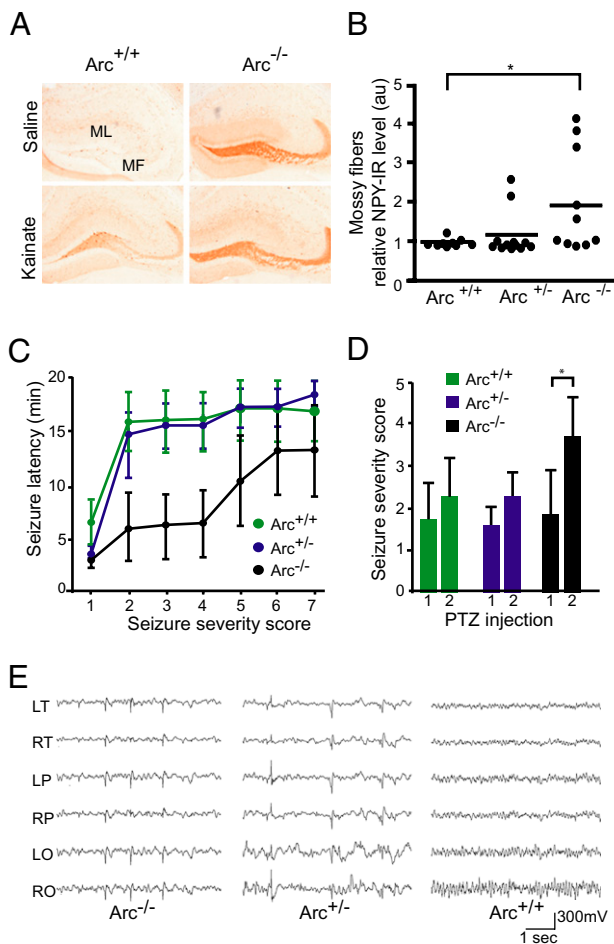 A
Arc+/+
Arc-/-
Saline
ML
MF
Kainate
B
Mossy fibers
relative NPY-IR level (au)
5
4
3
2
1
0
*
Arc +/+
Arc +/-
Arc -/-
C
Seizure latency (min)
20
15
10
5
0
Arc+/+
Arc+/-
Arc-/-
1 2 3 4 5 6 7
Seizure severity score
D
Seizure severity score
5
4
3
2
1
0
Arc+/+
Arc+/-
Arc-/-
*
1 2 1 2 1 2
PTZ injection
E
LT
RT
LP
RP
LO
RO
Arc-/-
Arc+/-
Arc+/+
300mV
1 sec